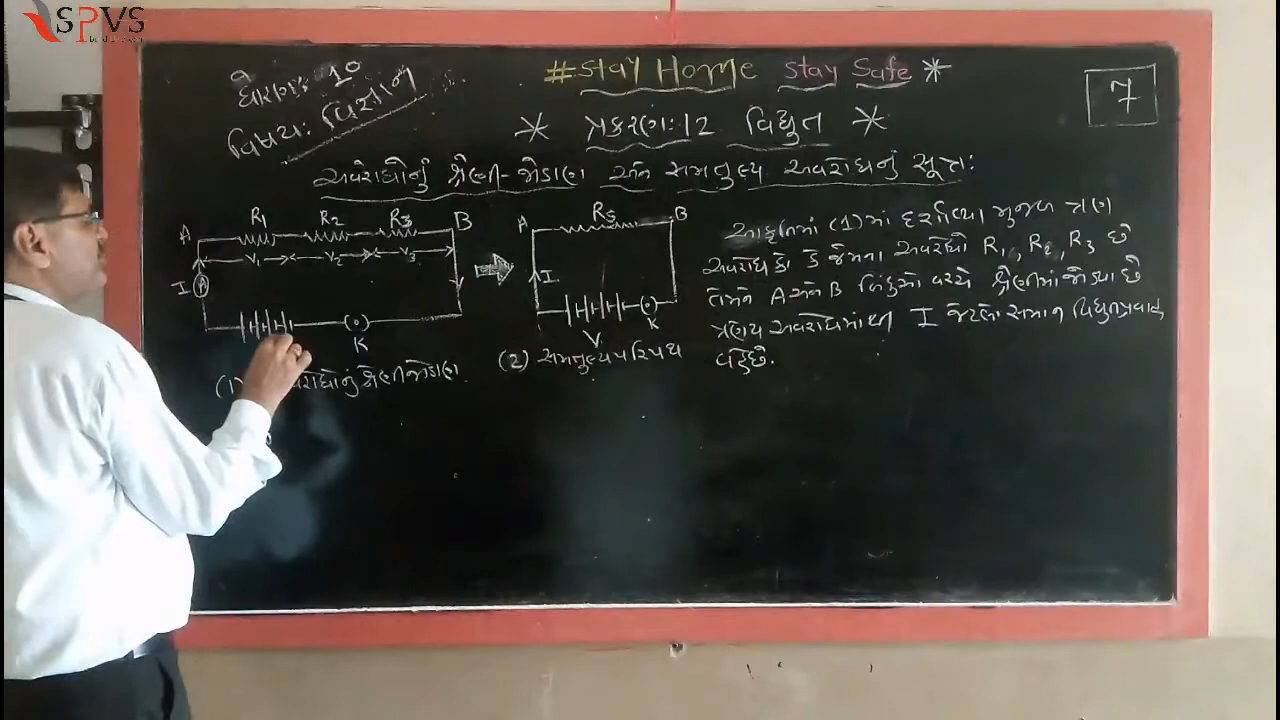 SPVS
#Stay Home Stay Safe *
ધોરણ: 10
વિષય: વિજ્ઞાન
7
* પ્રકરણ: 12 વિદ્યુત *
અવરોધોનું શ્રેણી-જોડાણ અને સમતુલ્ય અવરોધનું સૂત્ર:
A R1 R2 R3 B
V1 V2 V3
I A
K
(1) અવરોધોનું શ્રેણીજોડાણ
A RS B
I
K
V
(2) સમતુલ્ય પરિપથ
આકૃતિમાં (1) માં દર્શાવ્યા મુજબ ત્રણ
અવરોધકો કે જેમના અવરોધો R1, R2, R3 છે
તેમને A અને B બિંદુઓ વચ્ચે શ્રેણીમાં જોડ્યા છે
ત્રણેય અવરોધોમાંથી I જેટલો સમાન વિદ્યુતપ્રવાહ
વહે છે.